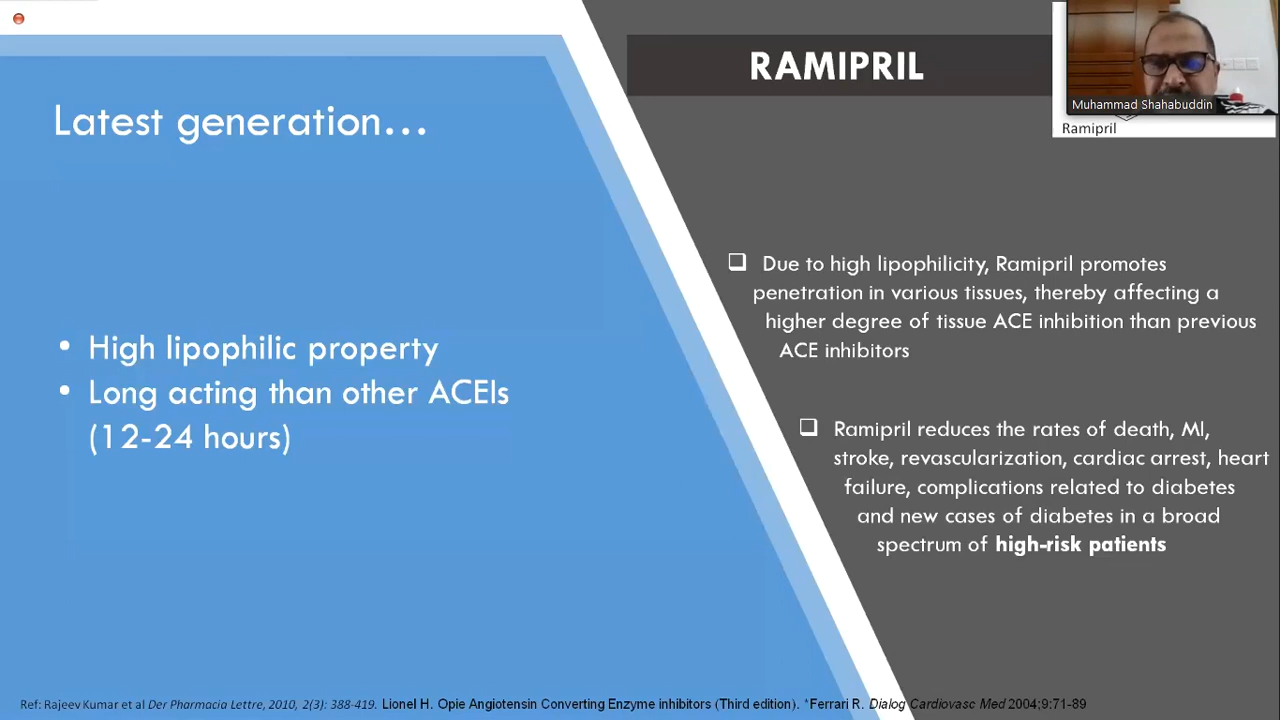 Latest generation...
• High lipophilic property
• Long acting than other ACEIs
(12-24 hours)
RAMIPRIL
Muhammad Shahabuddin
Ramipril
❑ Due to high lipophilicity, Ramipril promotes
penetration in various tissues, thereby affecting a
higher degree of tissue ACE inhibition than previous
ACE inhibitors
❑ Ramipril reduces the rates of death, MI,
stroke, revascularization, cardiac arrest, heart
failure, complications related to diabetes
and new cases of diabetes in a broad
spectrum of high-risk patients
Ref: Rajeev Kumar et al Der Pharmacia Lettre, 2010, 2(3): 388-419. Lionel H. Opie Angiotensin Converting Enzyme inhibitors (Third edition). *Ferrari R. Dialog Cardiovasc Med 2004;9:71-89